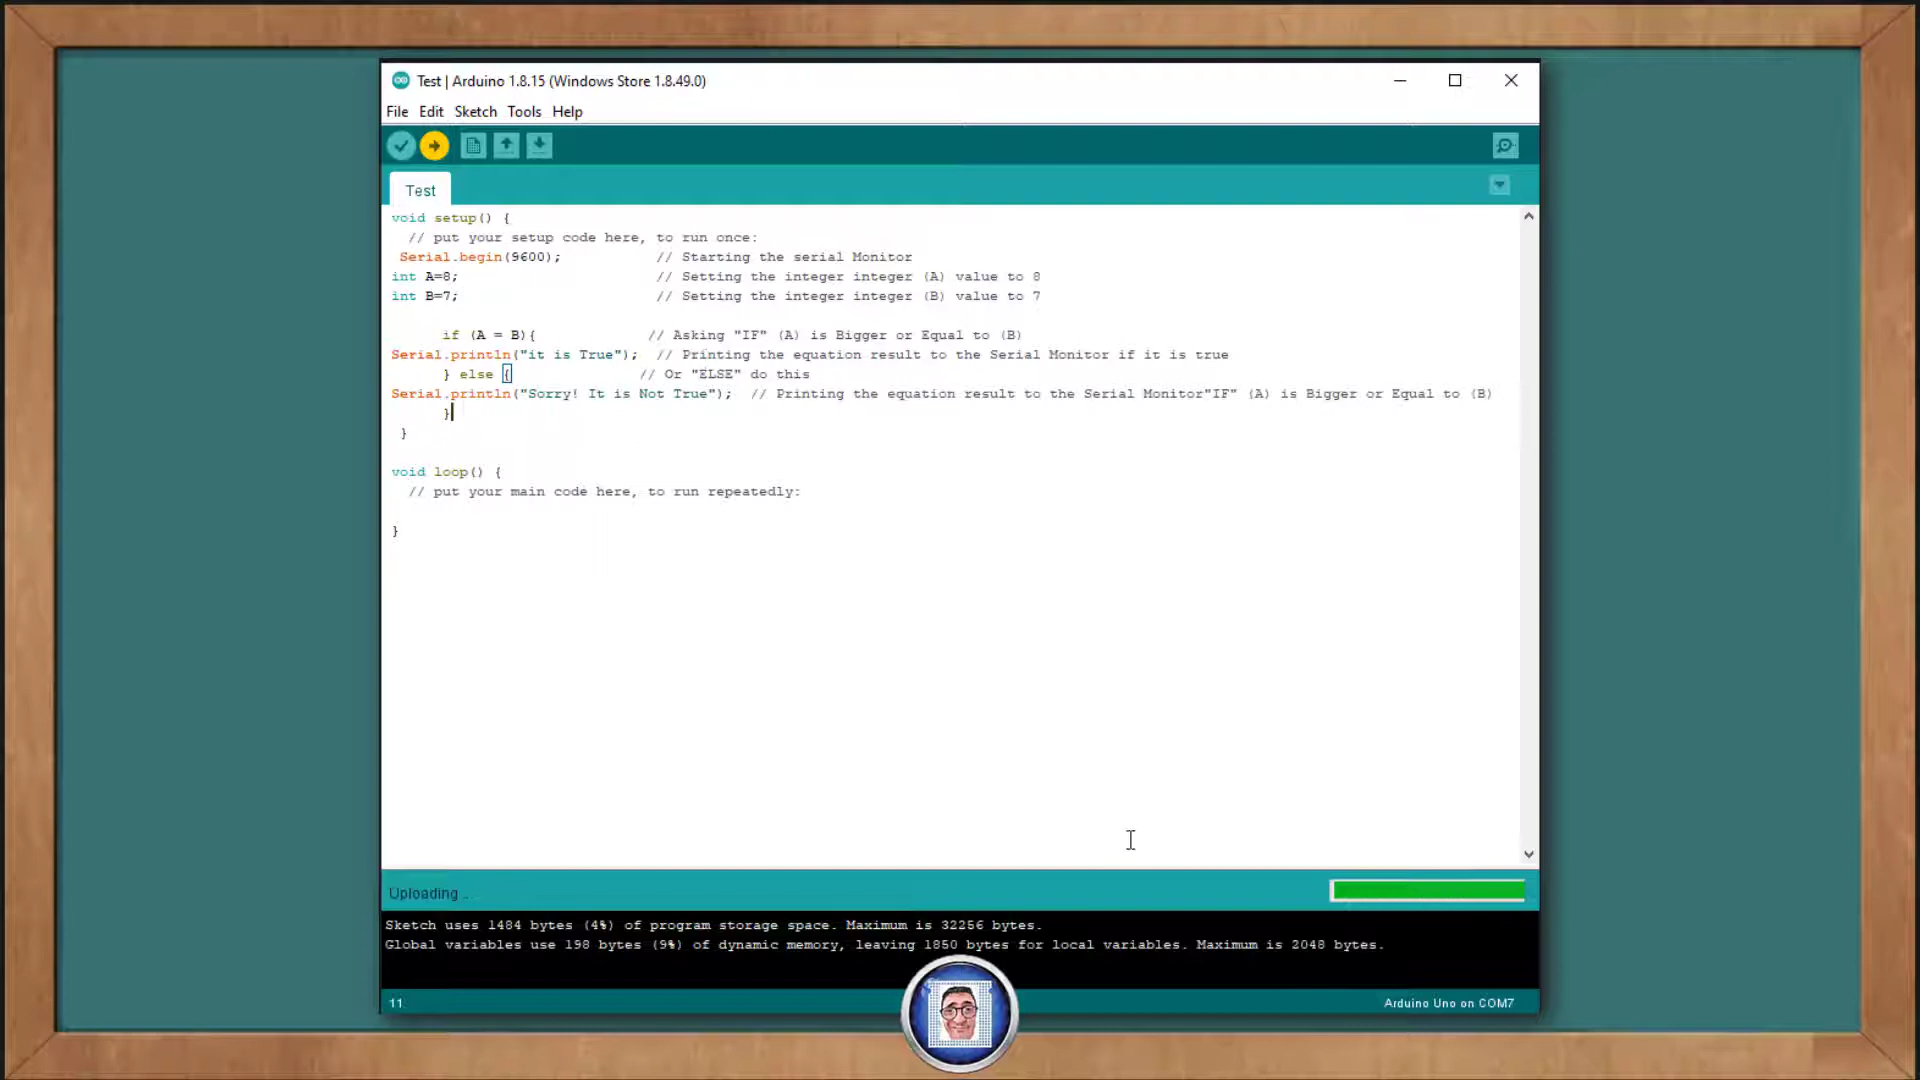 Test | Arduino 1.8.15 (Windows Store 1.8.49.0)
File Edit Sketch Tools Help
Test
void setup() {
// put your setup code here, to run once:
Serial.begin(9600); // Starting the serial Monitor
int A=8; // Setting the integer integer (A) value to 8
int B=7; // Setting the integer integer (B) value to 7
if (A = B){ // Asking "IF" (A) is Bigger or Equal to (B)
Serial.println("it is True"); // Printing the equation result to the Serial Monitor if it is true
} else { // Or "ELSE" do this
Serial.println("Sorry! It is Not True"); // Printing the equation result to the Serial Monitor"IF" (A) is Bigger or Equal to (B)
}
}
void loop() {
// put your main code here, to run repeatedly:
}
Uploading...
Sketch uses 1484 bytes (4%) of program storage space. Maximum is 32256 bytes.
Global variables use 198 bytes (9%) of dynamic memory, leaving 1850 bytes for local variables. Maximum is 2048 bytes.
11 Arduino Uno on COM7